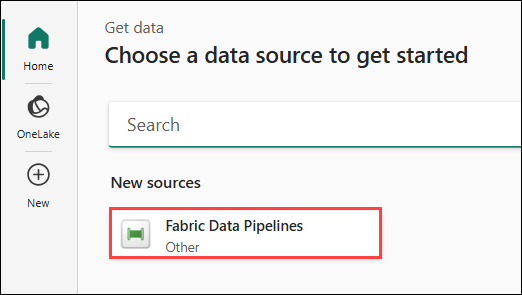 Get data
Choose a data source to get started
Home
Search
OneLake
New sources
New
Fabric Data Pipelines
Other